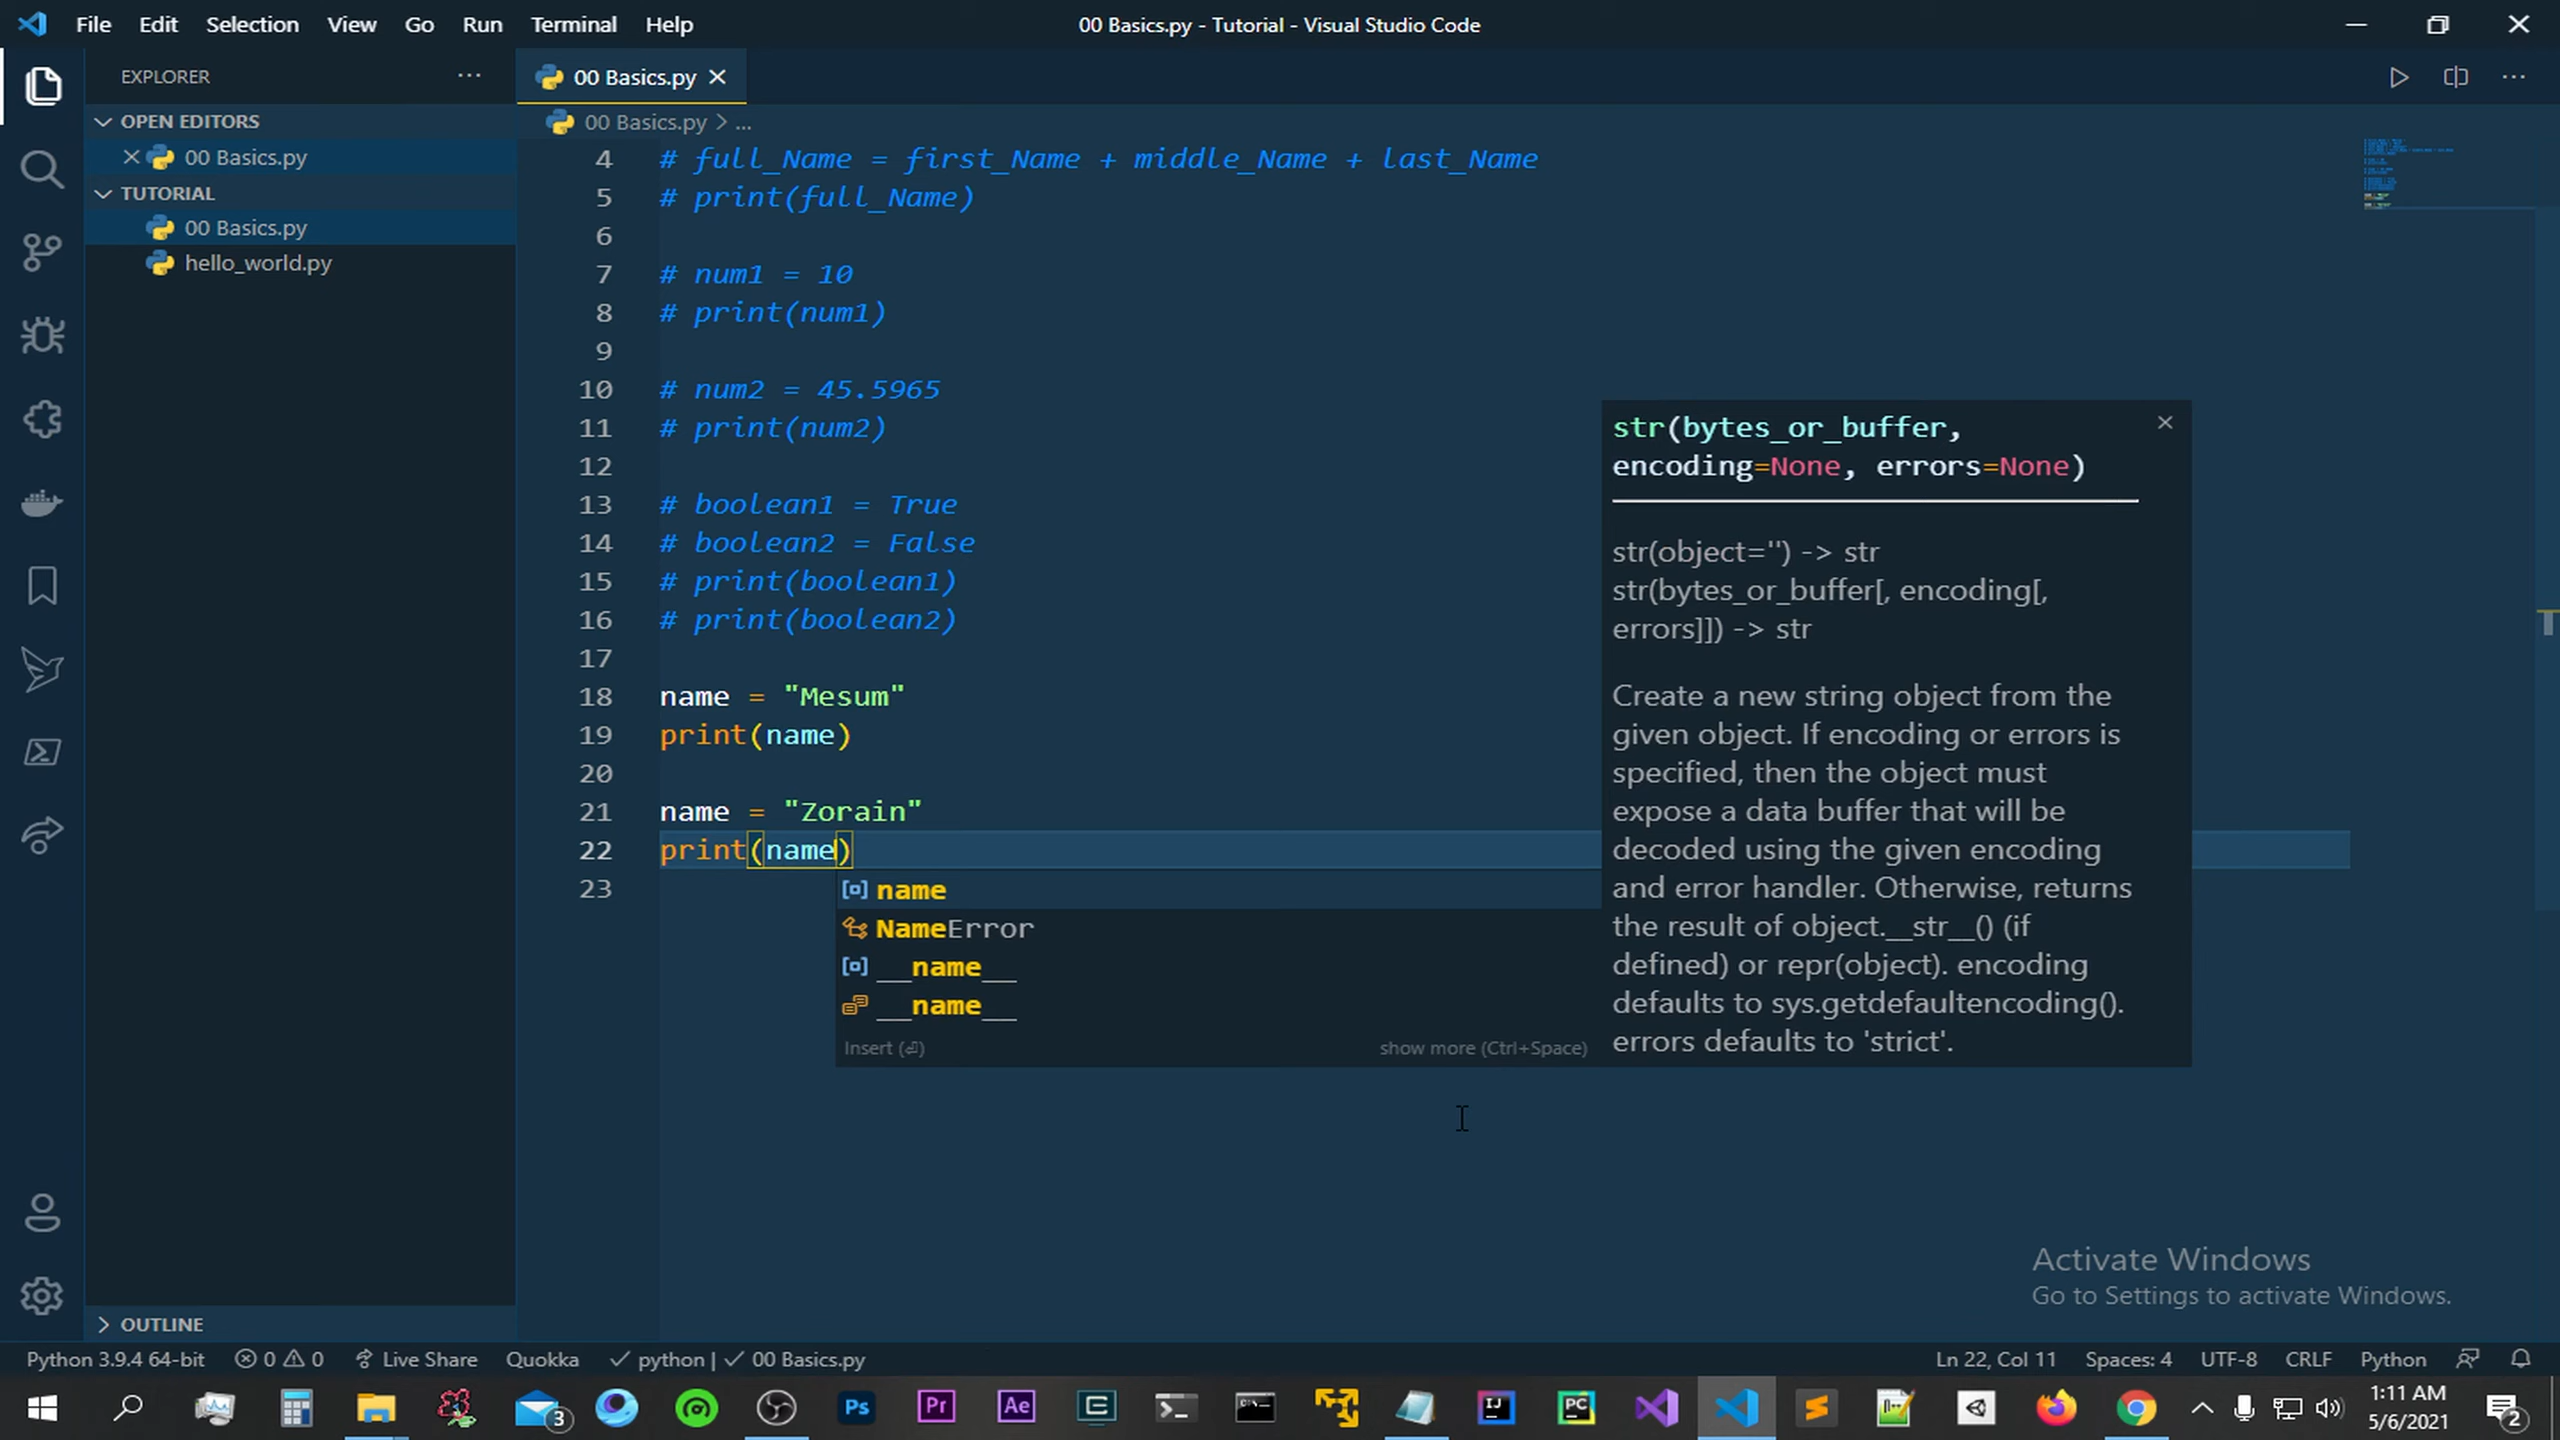 File Edit Selection View Go Run Terminal Help
00 Basics.py - Tutorial - Visual Studio Code
EXPLORER
00 Basics.py
OPEN EDITORS
00 Basics.py
TUTORIAL
00 Basics.py
hello_world.py
OUTLINE
00 Basics.py > ...
4 # full_Name = first_Name + middle_Name + last_Name
5 # print(full_Name)
6
7 # num1 = 10
8 # print(num1)
9
10 # num2 = 45.5965
11 # print(num2)
12
13 # boolean1 = True
14 # boolean2 = False
15 # print(boolean1)
16 # print(boolean2)
17
18 name = "Mesum"
19 print(name)
20
21 name = "Zorain"
22 print(name)
23
name
NameError
__name__
__name__
Insert (⏎) show more (Ctrl+Space)
str(bytes_or_buffer,
encoding=None, errors=None)
str(object='') -> str
str(bytes_or_buffer[, encoding[,
errors]]) -> str
Create a new string object from the
given object. If encoding or errors is
specified, then the object must
expose a data buffer that will be
decoded using the given encoding
and error handler. Otherwise, returns
the result of object.__str__() (if
defined) or repr(object). encoding
defaults to sys.getdefaultencoding().
errors defaults to 'strict'.
Activate Windows
Go to Settings to activate Windows.
Python 3.9.4 64-bit 0 0 Live Share Quokka python | 00 Basics.py
Ln 22, Col 11 Spaces: 4 UTF-8 CRLF Python
3 Ps Pr Ae IJ PC
1:11 AM
5/6/2021
2